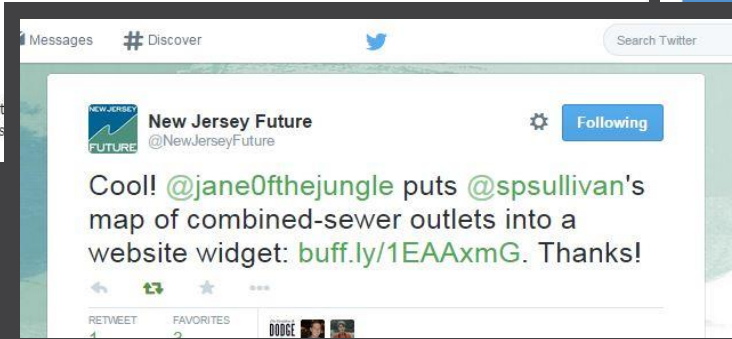 Messages
# Discover
Search Twitter
NEW JERSEY
FUTURE
New Jersey Future
@NewJerseyFuture
Following
Cool! @jane0fthejungle puts @spsullivan's
map of combined-sewer outlets into a
website widget: buff.ly/1EAAxmG. Thanks!
RETWEET
FAVORITES
DODGE